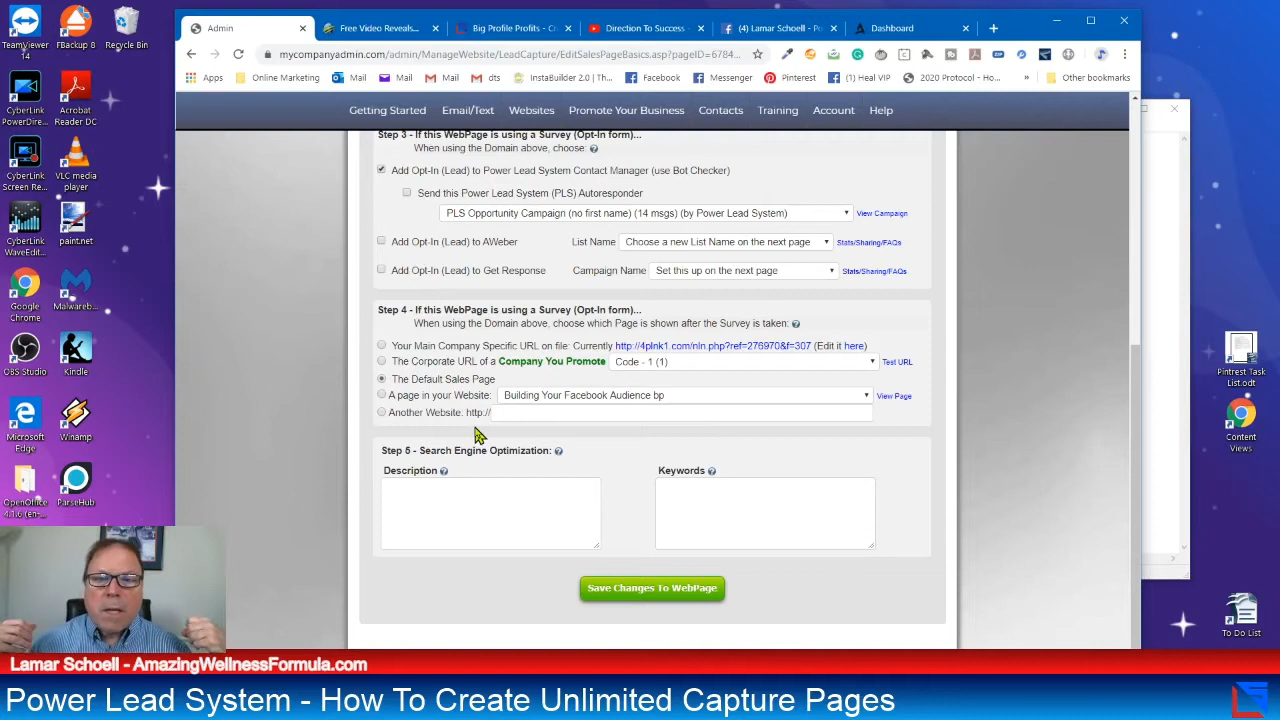 TeamViewer 14
FBackup 8
Recycle Bin
CyberLink PowerDire...
Acrobat Reader DC
CyberLink Screen Re...
VLC media player
CyberLink WaveEdit...
paint.net
Google Chrome
Malwareb...
OBS Studio
Kindle
Microsoft Edge
Winamp
OpenOffice 4.1.6 (en-...
ParseHub
Admin
Free Video Reveals...
Big Profile Profits - Cr
Direction To Success -
(4) Lamar Schoell - Po
Dashboard
mycompanyadmin.com/admin/ManageWebsite/LeadCapture/EditSalesPageBasics.asp?pageID=6784...
Apps
Online Marketing
Mail
Mail
Mail
dts
InstaBuilder 2.0 | Th...
Facebook
Messenger
Pinterest
(1) Heal VIP
2020 Protocol - Ho...
»
Other bookmarks
Getting Started
Email/Text
Websites
Promote Your Business
Contacts
Training
Account
Help
Step 3 - If this WebPage is using a Survey (Opt-In form)...
When using the Domain above, choose:
Add Opt-In (Lead) to Power Lead System Contact Manager (use Bot Checker)
Send this Power Lead System (PLS) Autoresponder
PLS Opportunity Campaign (no first name) (14 msgs) (by Power Lead System)
View Campaign
Add Opt-In (Lead) to AWeber
List Name
Choose a new List Name on the next page
Stats/Sharing/FAQs
Add Opt-In (Lead) to Get Response
Campaign Name
Set this up on the next page
Stats/Sharing/FAQs
Step 4 - If this WebPage is using a Survey (Opt-In form)...
When using the Domain above, choose which Page is shown after the Survey is taken:
Your Main Company Specific URL on file: Currently http://4plnk1.com/nln.php?ref=276970&f=307 (Edit it here)
The Corporate URL of a Company You Promote
Code - 1 (1)
Test URL
The Default Sales Page
A page in your Website:
Building Your Facebook Audience bp
View Page
Another Website: http://
Step 5 - Search Engine Optimization:
Description
Keywords
Save Changes To WebPage
Pintrest Task List.odt
Content Views
To Do List
Lamar Schoell - AmazingWellnessFormula.com
Power Lead System - How To Create Unlimited Capture Pages